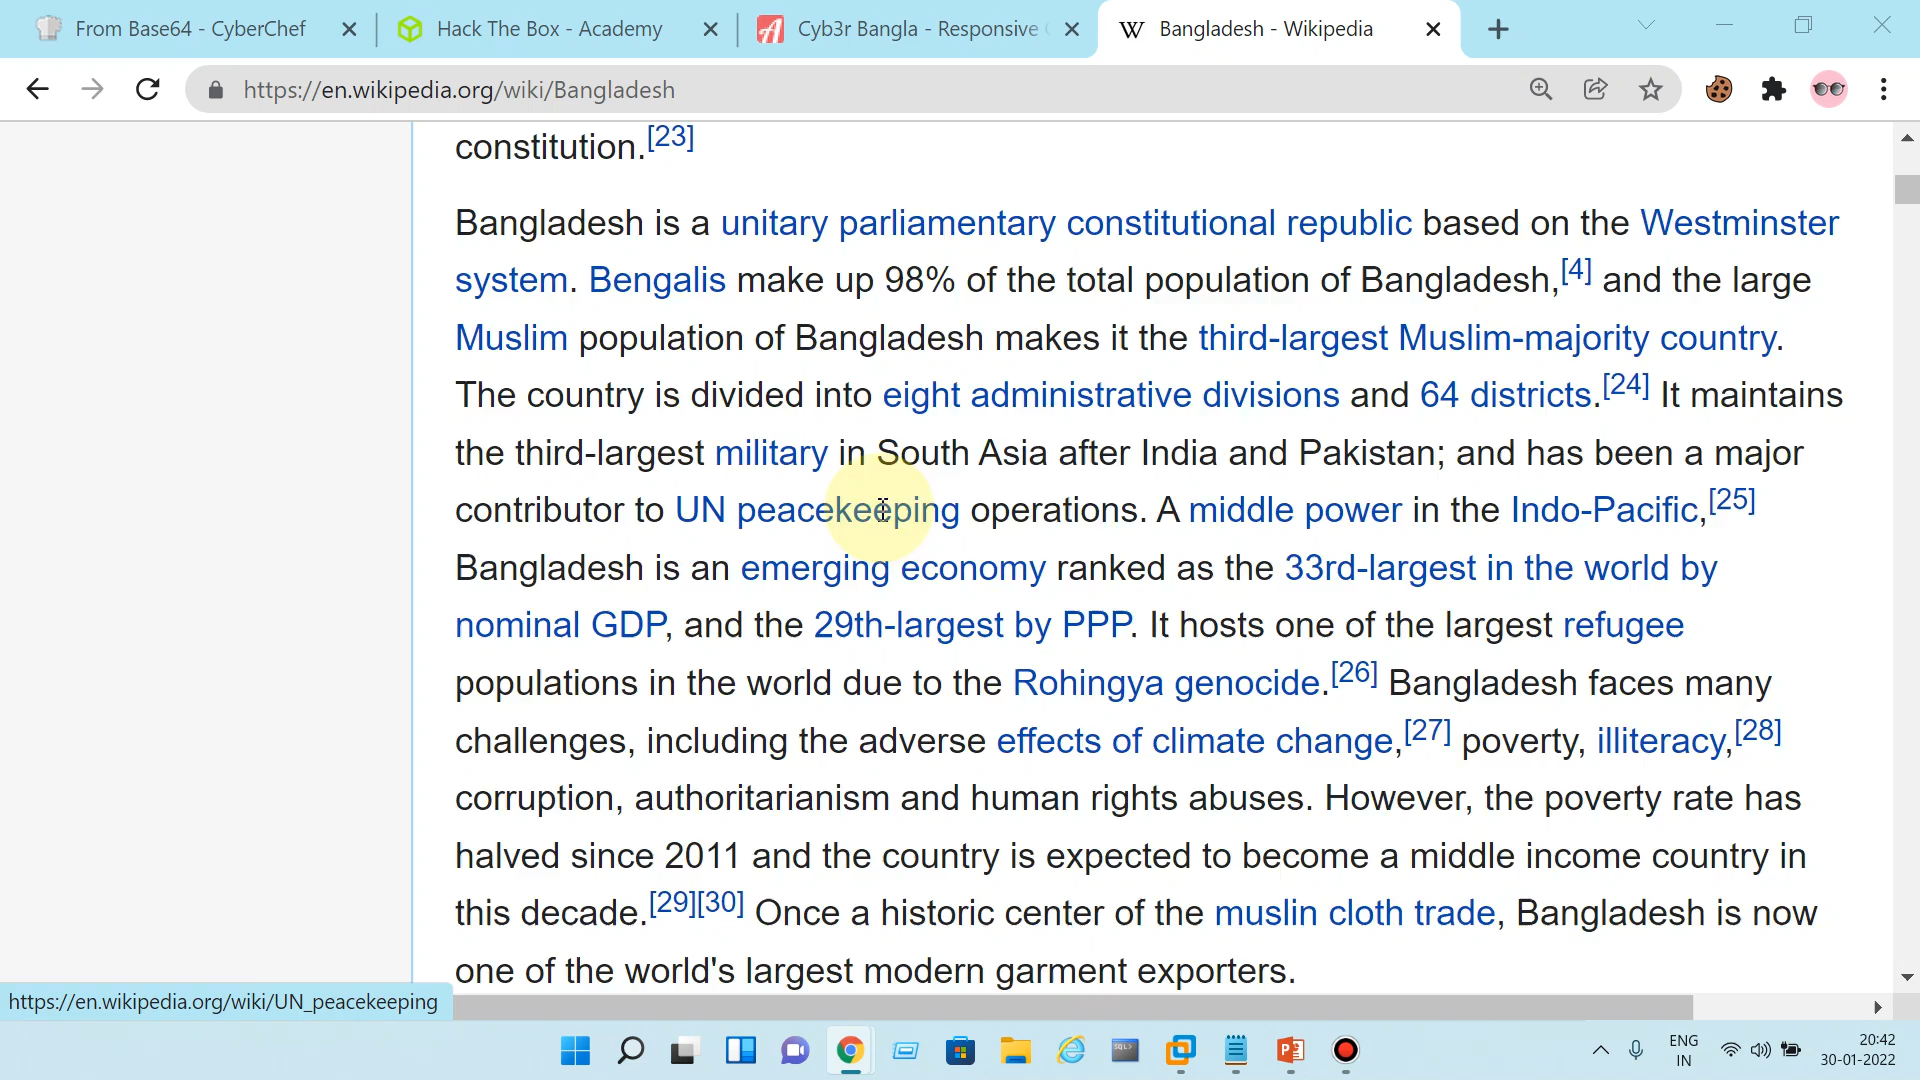 From Base64 - CyberChef
Hack The Box - Academy
Cyb3r Bangla - Responsive
Bangladesh - Wikipedia
https://en.wikipedia.org/wiki/Bangladesh
constitution.[23]
Bangladesh is a unitary parliamentary constitutional republic based on the Westminster
system. Bengalis make up 98% of the total population of Bangladesh,[4] and the large
Muslim population of Bangladesh makes it the third-largest Muslim-majority country.
The country is divided into eight administrative divisions and 64 districts.[24] It maintains
the third-largest military in South Asia after India and Pakistan; and has been a major
contributor to UN peacekeeping operations. A middle power in the Indo-Pacific,[25]
Bangladesh is an emerging economy ranked as the 33rd-largest in the world by
nominal GDP, and the 29th-largest by PPP. It hosts one of the largest refugee
populations in the world due to the Rohingya genocide.[26] Bangladesh faces many
challenges, including the adverse effects of climate change,[27] poverty, illiteracy,[28]
corruption, authoritarianism and human rights abuses. However, the poverty rate has
halved since 2011 and the country is expected to become a middle income country in
this decade.[29][30] Once a historic center of the muslin cloth trade, Bangladesh is now
one of the world's largest modern garment exporters.
https://en.wikipedia.org/wiki/UN_peacekeeping
ENG
IN
20:42
30-01-2022